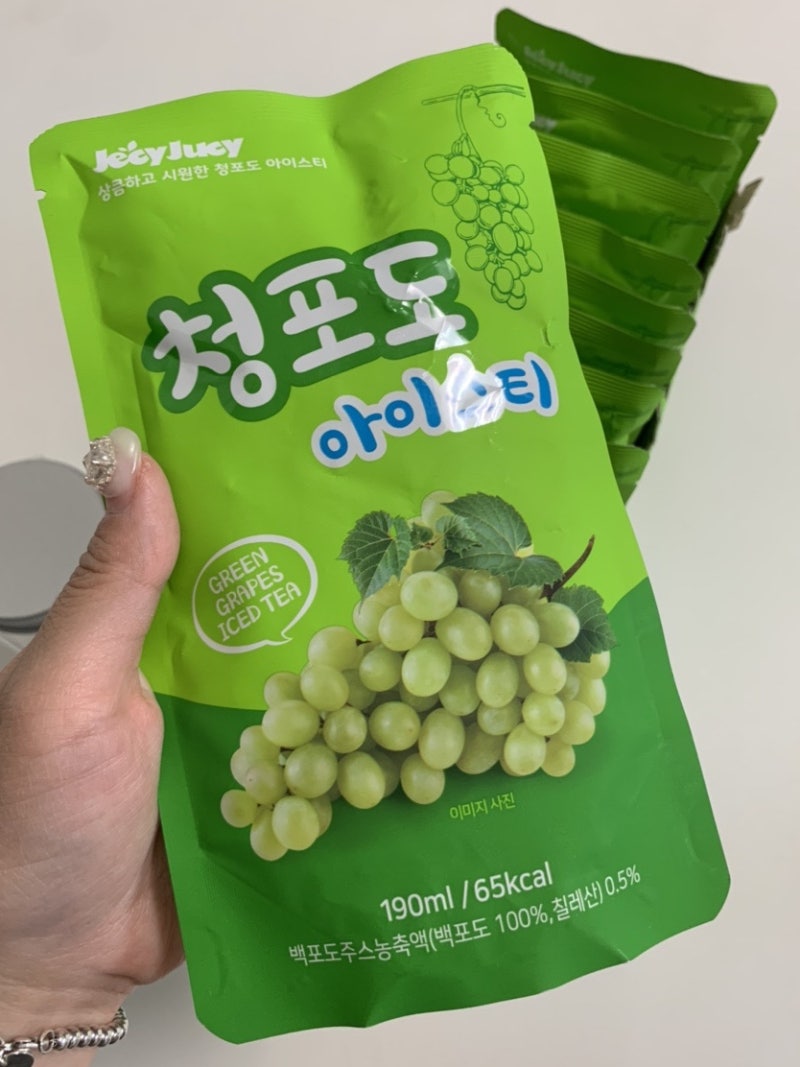 JecyJucy
상큼하고 시원한 청포도 아이스티
청포도
아이스티
GREEN
GRAPES
ICED TEA
이미지 사진
190ml / 65kcal
백포도주스농축액(백포도 100%, 칠레산) 0.5%
JecyJucy